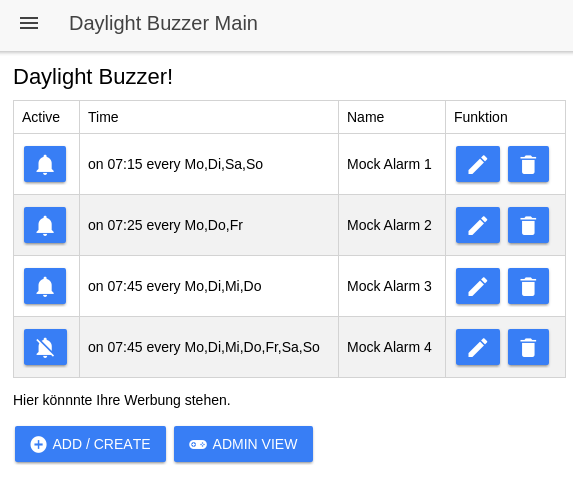 Daylight Buzzer Main
Daylight Buzzer!
Active Time Name Funktion
on 07:15 every Mo,Di,Sa,So Mock Alarm 1
on 07:25 every Mo,Do,Fr Mock Alarm 2
on 07:45 every Mo,Di,Mi,Do Mock Alarm 3
on 07:45 every Mo,Di,Mi,Do,Fr,Sa,So Mock Alarm 4
Hier könnnte Ihre Werbung stehen.
ADD / CREATE ADMIN VIEW